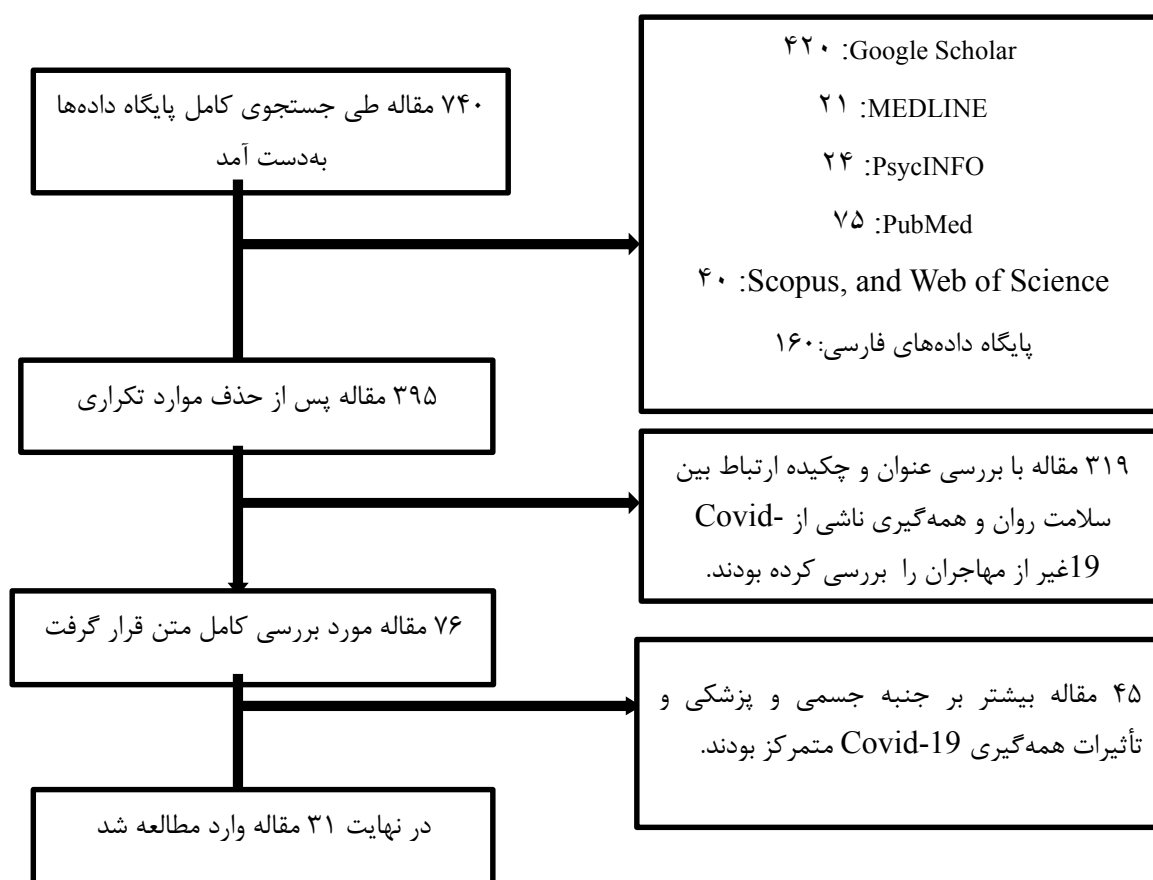 ۷۴۰ مقاله طی جستجوی کامل پایگاه داده‌ها
به‌دست آمد
۴۲۰ :Google Scholar
۲۱ :MEDLINE
۲۴ :PsycINFO
۷۵ :PubMed
۴۰ :Scopus, and Web of Science
پایگاه داده‌های فارسی:۱۶۰
۳۹۵ مقاله پس از حذف موارد تکراری
۳۱۹ مقاله با بررسی عنوان و چکیده ارتباط بین
سلامت روان و همه‌گیری ناشی از Covid-
19غیر از مهاجران را بررسی کرده بودند.
۷۶ مقاله مورد بررسی کامل متن قرار گرفت
۴۵ مقاله بیشتر بر جنبه جسمی و پزشکی و
تأثیرات همه‌گیری Covid-19 متمرکز بودند.
در نهایت ۳۱ مقاله وارد مطالعه شد